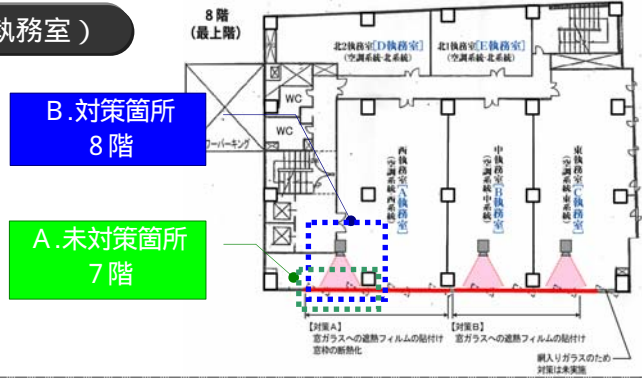 執務室）
8階
(最上階)
北2執務室[D執務室]
(空調系統-北系統)
北1執務室[E執務室]
(空調系統-北系統)
B.対策箇所
8階
WC
WC
ワーパーキング
A.未対策箇所
7階
西執務室[A執務室]
(空調系統-西系統)
中執務室[B執務室]
(空調系統-中系統)
東執務室[C執務室]
(空調系統-東系統)
【対策A】
窓ガラスへの遮熱フィルムの貼付け
窓枠の断熱化
【対策B】
窓ガラスへの遮熱フィルムの貼付け
網入りガラスのため
対策は未実施